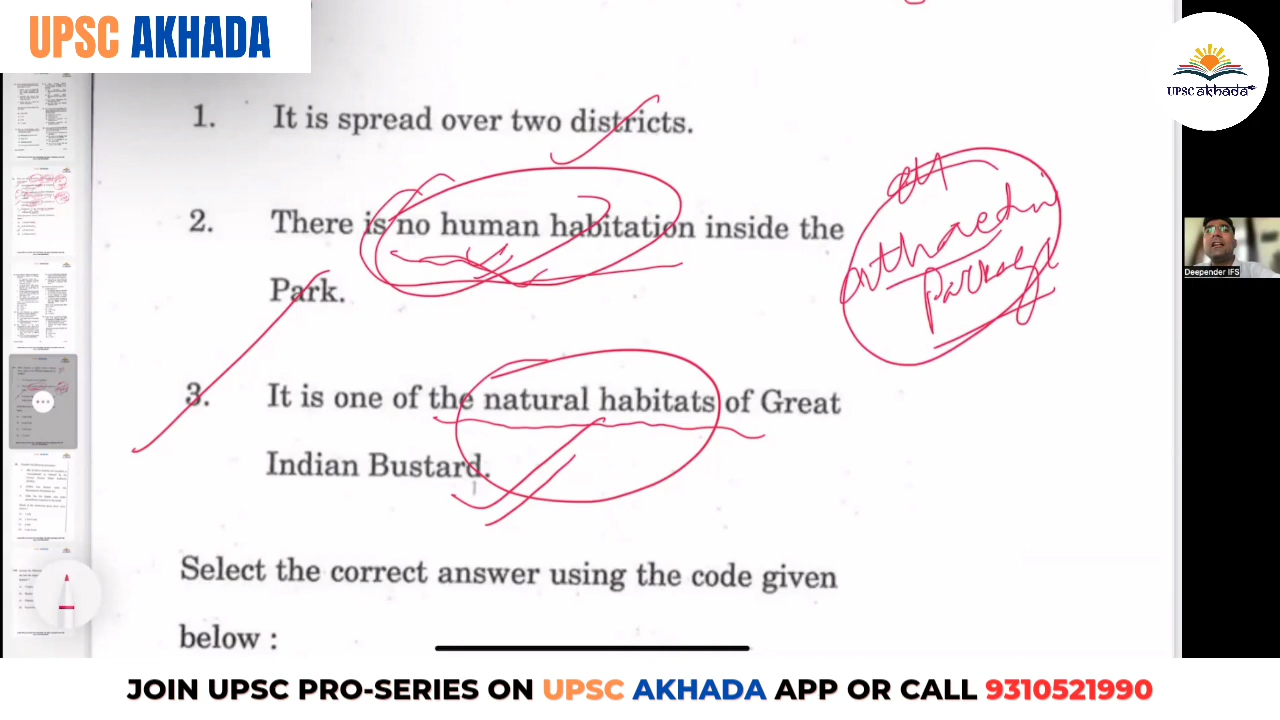 UPSC AKHADA
UPSC akhada
1. It is spread over two districts.
2. There is no human habitation inside the
Park.
3. It is one of the natural habitats of Great
Indian Bustard.
Select the correct answer using the code given
below :
Deepender IFS
JOIN UPSC PRO-SERIES ON UPSC AKHADA APP OR CALL 9310521990